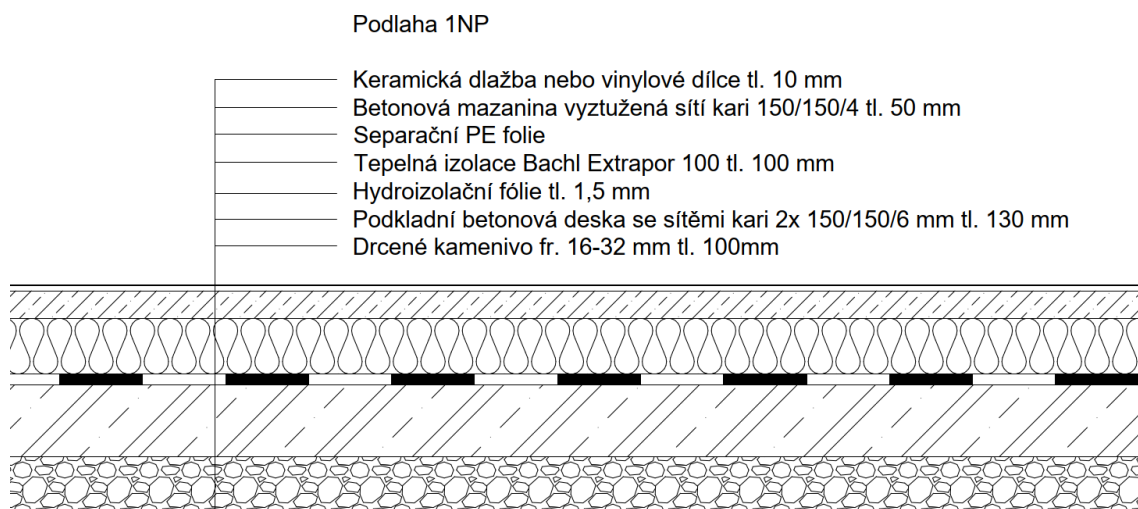 Podlaha 1NP
Keramická dlažba nebo vinylové dílce tl. 10 mm
Betonová mazanina vyztužená sítí kari 150/150/4 tl. 50 mm
Separační PE folie
Tepelná izolace Bachl Extrapor 100 tl. 100 mm
Hydroizolační fólie tl. 1,5 mm
Podkladní betonová deska se sítěmi kari 2x 150/150/6 mm tl. 130 mm
Drcené kamenivo fr. 16-32 mm tl. 100mm